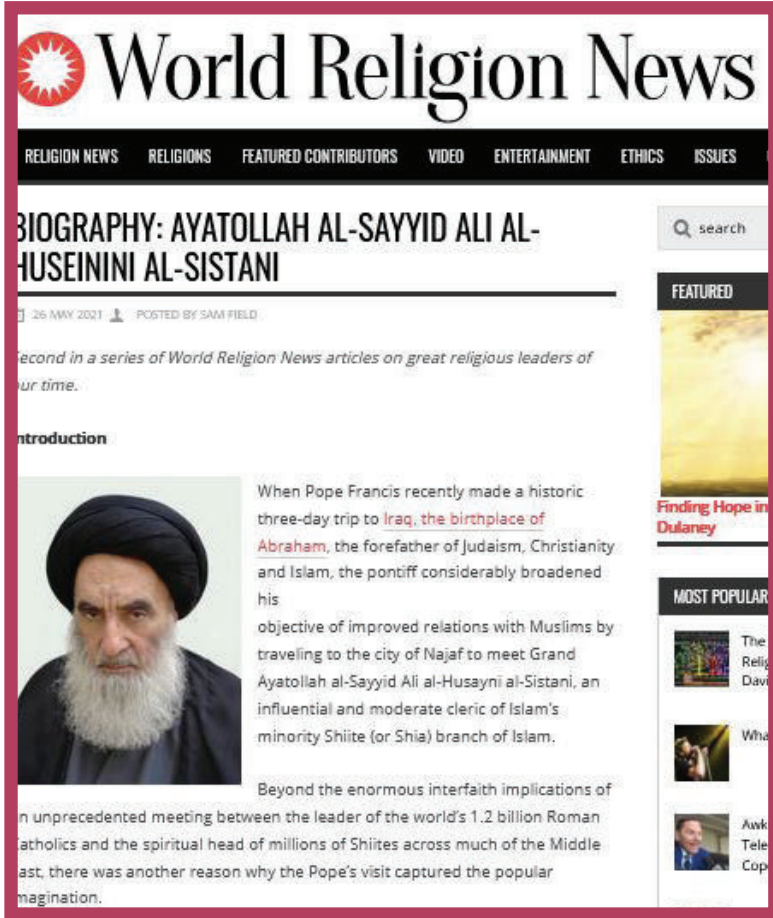 World Religion News
RELIGION NEWS RELIGIONS FEATURED CONTRIBUTORS VIDEO ENTERTAINMENT ETHICS ISSUES
BIOGRAPHY: AYATOLLAH AL-SAYYID ALI AL-
HUSEININI AL-SISTANI
26 MAY 2021 POSTED BY SAM FIELD
Second in a series of World Religion News articles on great religious leaders of
our time.
Introduction
When Pope Francis recently made a historic
three-day trip to Iraq, the birthplace of
Abraham, the forefather of Judaism, Christianity
and Islam, the pontiff considerably broadened
his
objective of improved relations with Muslims by
traveling to the city of Najaf to meet Grand
Ayatollah al-Sayyid Ali al-Husayni al-Sistani, an
influential and moderate cleric of Islam's
minority Shiite (or Shia) branch of Islam.
Beyond the enormous interfaith implications of
an unprecedented meeting between the leader of the world's 1.2 billion Roman
Catholics and the spiritual head of millions of Shiites across much of the Middle
East, there was another reason why the Pope's visit captured the popular
imagination.
search
FEATURED
Finding Hope in
Dulaney
MOST POPULAR
The
Relig
Davi
Wha
Awk
Tele
Cop